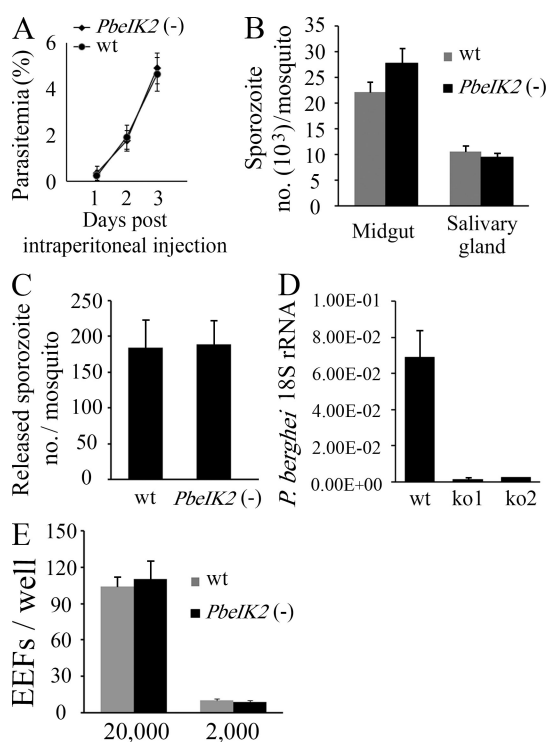 A
PbeIK2 (-)
wt
Parasitemia (%)
6
4
2
0
1 2 3
Days post
intraperitoneal injection
B
Sporozoite
no. (10³)/mosquito
35
30
25
20
15
10
5
0
wt
PbeIK2 (-)
Midgut
Salivary
gland
C
Released sporozoite
no./ mosquito
250
200
150
100
50
0
wt
PbeIK2 (-)
D
P. berghei 18S rRNA
1.00E-01
8.00E-02
6.00E-02
4.00E-02
2.00E-02
0.00E+00
wt ko1 ko2
E
EEFs / well
150
120
90
60
30
0
wt
PbeIK2 (-)
20,000
2,000